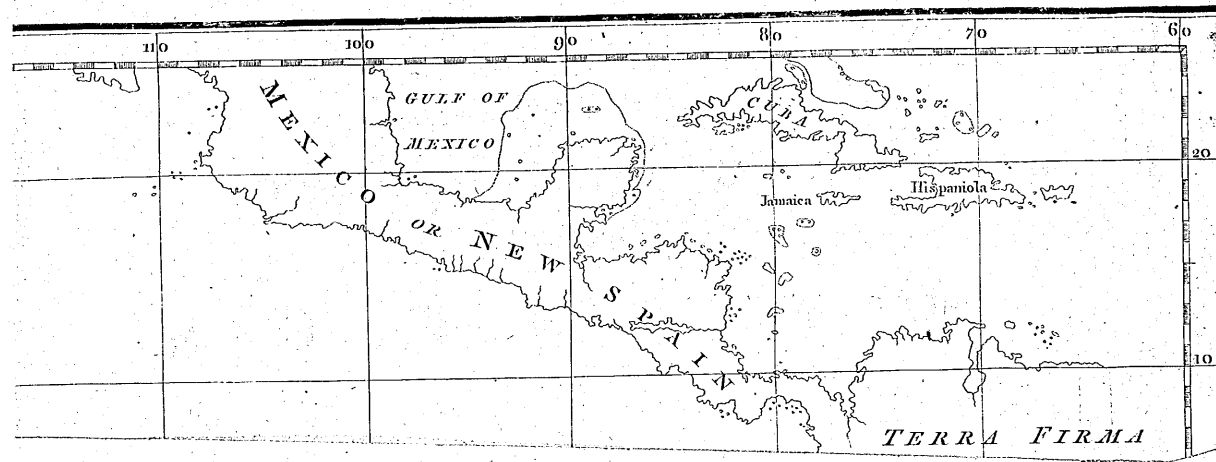 110 100 90 80 70 60
GULF OF
MEXICO
CUBA
20
Jamaica
Hispaniola
MEXICO OR NEW SPAIN
10
TERRA FIRMA